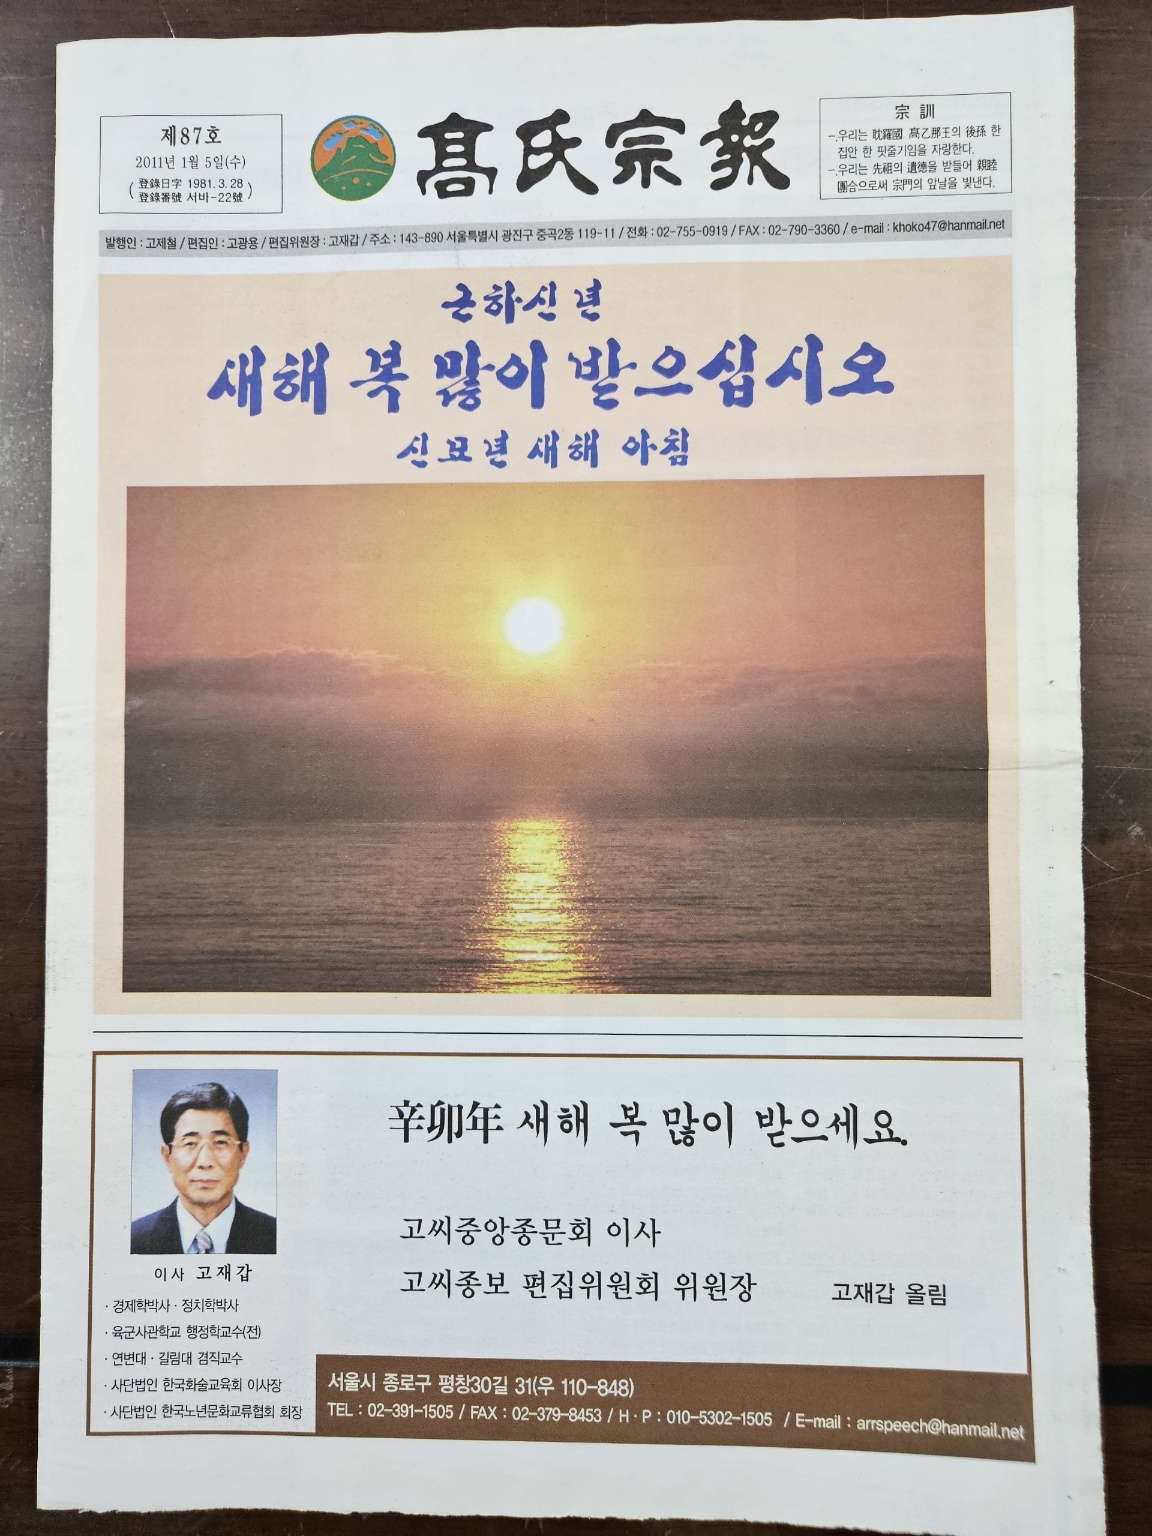 제87호
2011년 1월 5일(수)
(登錄日字 1981. 3. 28
登錄番號 서바-22號)
高氏宗報
宗 訓
一.우리는 耽羅國 高乙那王의 後孫 한
집안 한 핏줄기임을 자랑한다.
一.우리는 先祖의 遺德을 받들어 親睦
團合으로써 宗門의 앞날을 빛낸다.
발행인 : 고제철 / 편집인 : 고광용 / 편집위원장 : 고재갑 / 주소 : 143-890 서울특별시 광진구 중곡2동 119-11 / 전화 : 02-755-0919 / FAX : 02-790-3360 / e-mail : khoko47@hanmail.net
근하신년
새해 복 많이 받으십시오
신묘년 새해 아침
辛卯年 새해 복 많이 받으세요.
고씨중앙종문회 이사
고씨종보 편집위원회 위원장 고재갑 올림
이사 고재갑
· 경제학박사 · 정치학박사
· 육군사관학교 행정학교수(전)
· 연변대 · 길림대 겸직교수
· 사단법인 한국화술교육회 이사장
· 사단법인 한국노년문화교류협회 회장
서울시 종로구 평창30길 31(우 110-848)
TEL : 02-391-1505 / FAX : 02-379-8453 / H · P : 010-5302-1505 / E-mail : arrspeech@hanmail.net